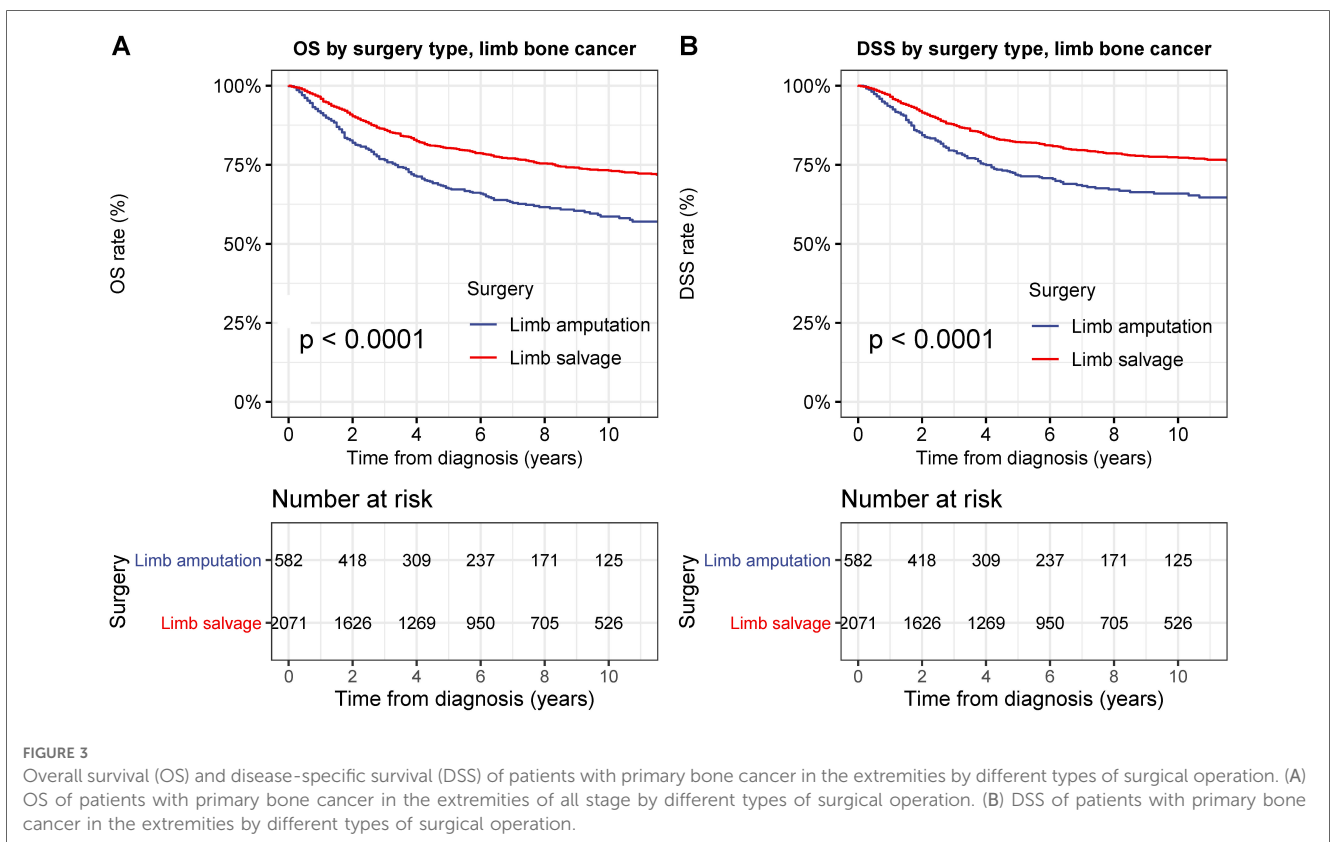 A
OS by surgery type, limb bone cancer
100%
75%
50%
25%
0%
OS rate (%)
Surgery
Limb amputation
Limb salvage
p < 0.0001
0 2 4 6 8 10
Time from diagnosis (years)
Number at risk
Surgery
Limb amputation 582 418 309 237 171 125
Limb salvage 2071 1626 1269 950 705 526
0 2 4 6 8 10
Time from diagnosis (years)
B
DSS by surgery type, limb bone cancer
100%
75%
50%
25%
0%
DSS rate (%)
Surgery
Limb amputation
Limb salvage
p < 0.0001
0 2 4 6 8 10
Time from diagnosis (years)
Number at risk
Surgery
Limb amputation 582 418 309 237 171 125
Limb salvage 2071 1626 1269 950 705 526
0 2 4 6 8 10
Time from diagnosis (years)
FIGURE 3
Overall survival (OS) and disease-specific survival (DSS) of patients with primary bone cancer in the extremities by different types of surgical operation. (A)
OS of patients with primary bone cancer in the extremities of all stage by different types of surgical operation. (B) DSS of patients with primary bone
cancer in the extremities by different types of surgical operation.